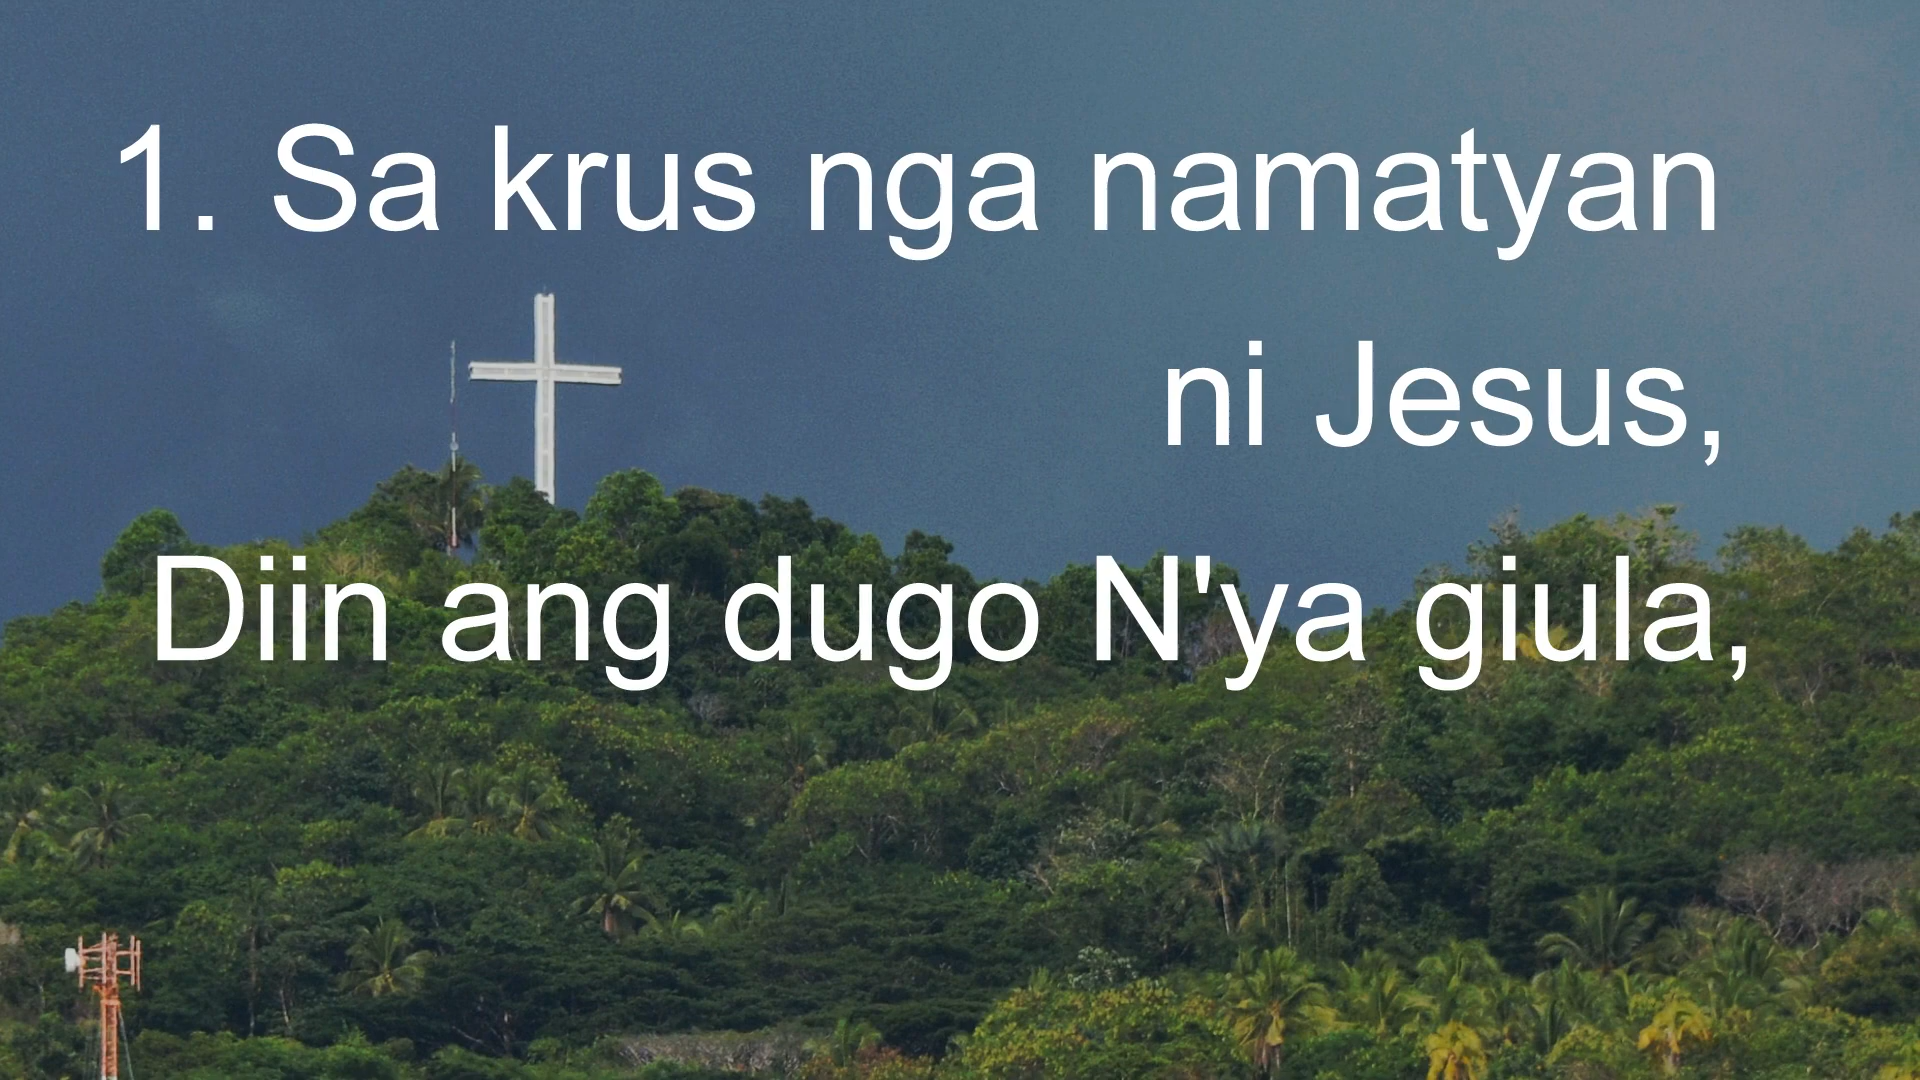 1. Sa krus nga namatyan
ni Jesus,
Diin ang dugo N'ya giula,